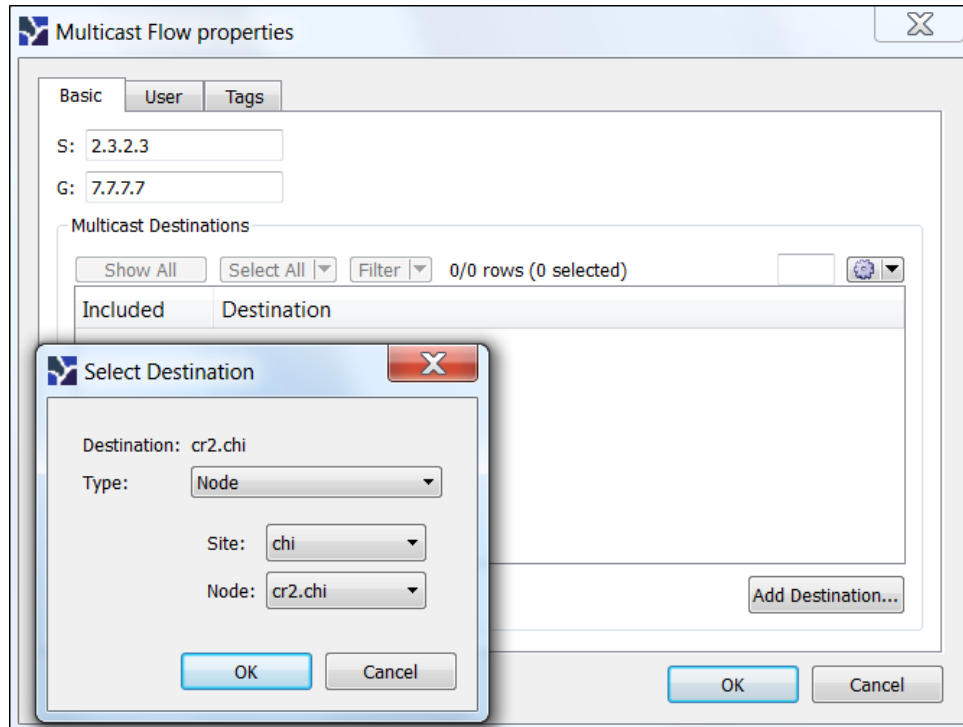 Multicast Flow properties
Basic User Tags
S: 2.3.2.3
G: 7.7.7.7
Multicast Destinations
Show All Select All Filter 0/0 rows (0 selected)
Included Destination
Select Destination
Destination: cr2.chi
Type: Node
Site: chi
Node: cr2.chi
OK Cancel
Add Destination...
OK Cancel